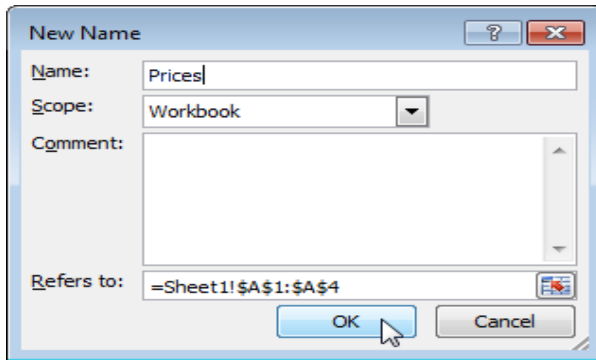 New Name
Name: Prices
Scope: Workbook
Comment:
Refers to: =Sheet1!$A$1:$A$4
OK Cancel